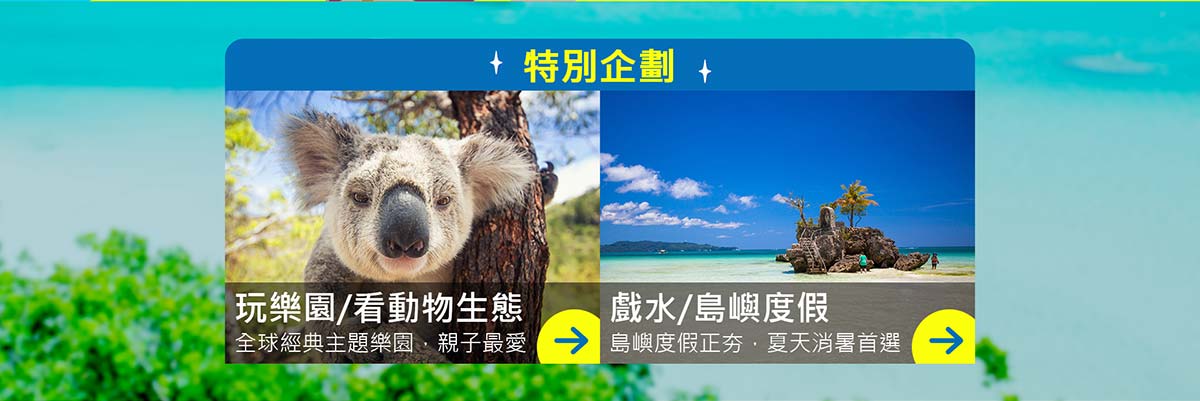 特別企劃
玩樂園/看動物生態
全球經典主題樂園，親子最愛
戲水/島嶼度假
島嶼度假正夯，夏天消暑首選